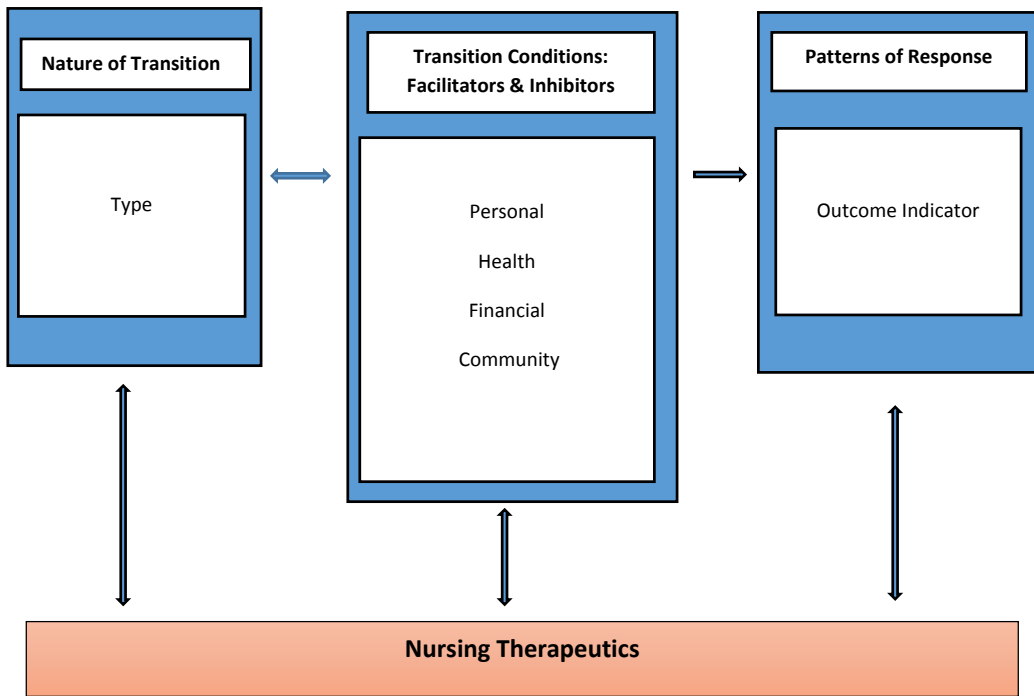 Nature of Transition
Type
Transition Conditions:
Facilitators & Inhibitors
Personal
Health
Financial
Community
Patterns of Response
Outcome Indicator
Nursing Therapeutics